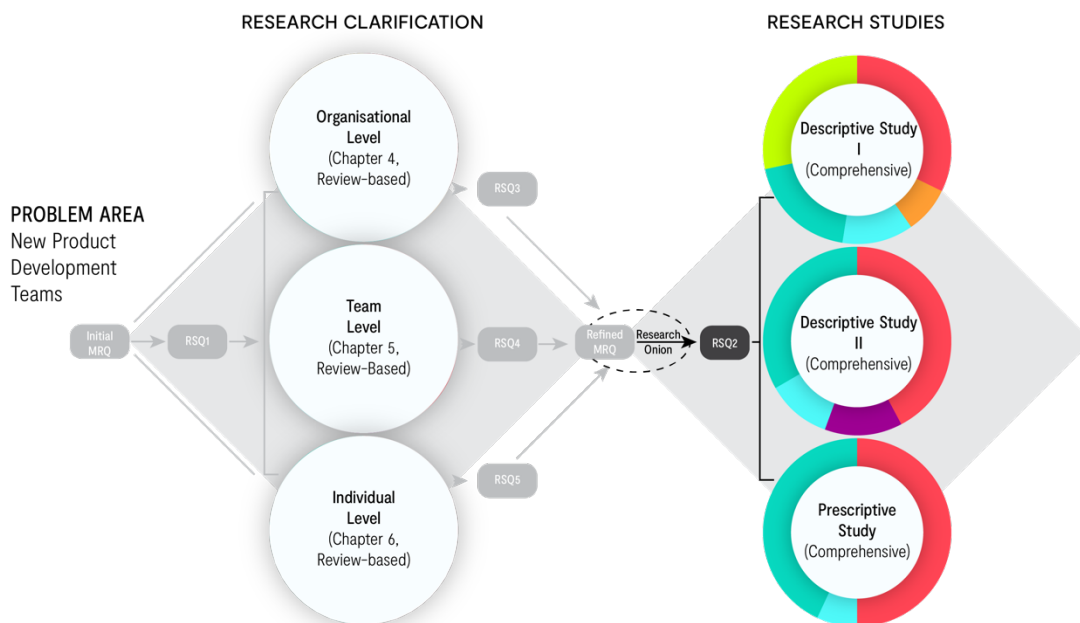 RESEARCH CLARIFICATION
RESEARCH STUDIES
PROBLEM AREA
New Product
Development
Teams
Initial
MRQ
RSQ1
Organisational
Level
(Chapter 4,
Review-based)
Team
Level
(Chapter 5,
Review-Based)
Individual
Level
(Chapter 6,
Review-based)
RSQ3
RSQ4
RSQ5
Refined
MRQ
Research
Onion
RSQ2
Descriptive Study
I
(Comprehensive)
Descriptive Study
II
(Comprehensive)
Prescriptive
Study
(Comprehensive)